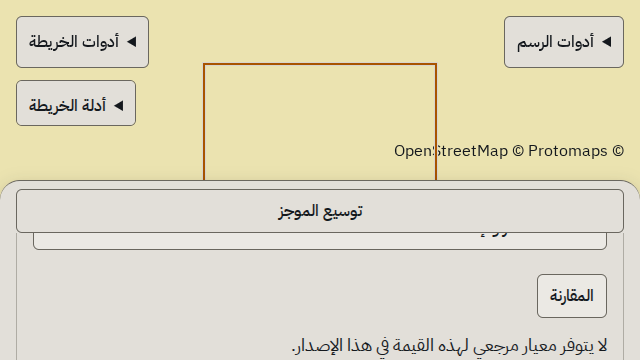 أدوات الرسم
أدوات الخريطة
أدلة الخريطة
OpenStreetMap © Protomaps ©
توسيع الموجز
المقارنة
لا يتوفر معيار مرجعي لهذه القيمة في هذا الإصدار.